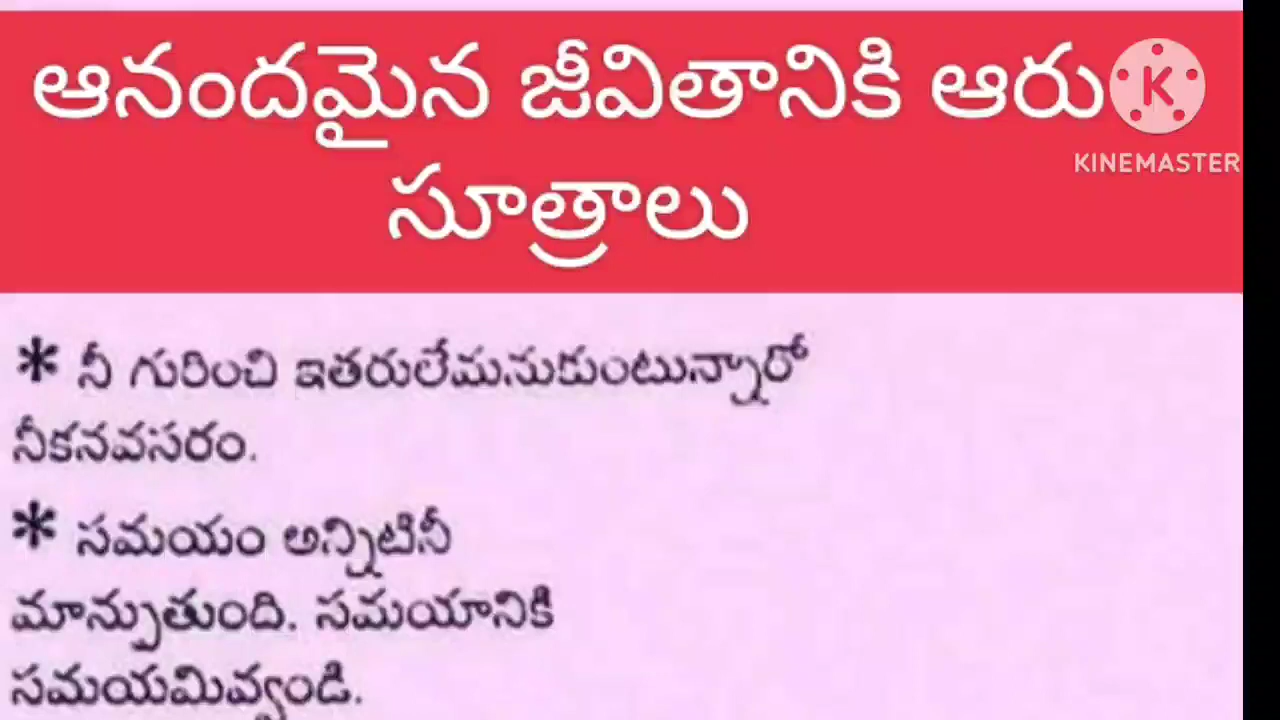 ఆనందమైన జీవితానికి ఆరు
సూత్రాలు
K
KINEMASTER
* నీ గురించి ఇతరులేమనుకుంటున్నారో
నీకనవసరం.
* సమయం అన్నిటినీ
మాన్పుతుంది. సమయానికి
సమయమివ్వండి.